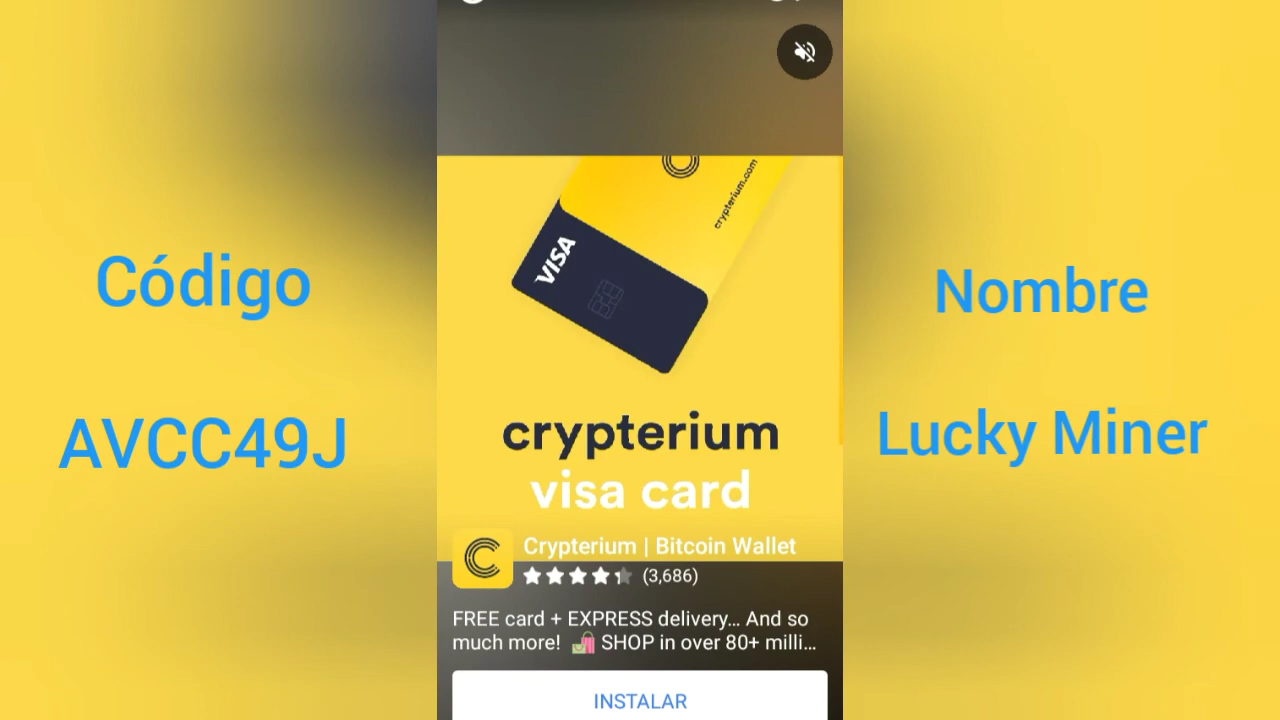 Código
AVCC49J
crypterium.com
VISA
crypterium
visa card
Crypterium | Bitcoin Wallet
(3,686)
FREE card + EXPRESS delivery... And so
much more! 🛍️ SHOP in over 80+ milli...
INSTALAR
Nombre
Lucky Miner